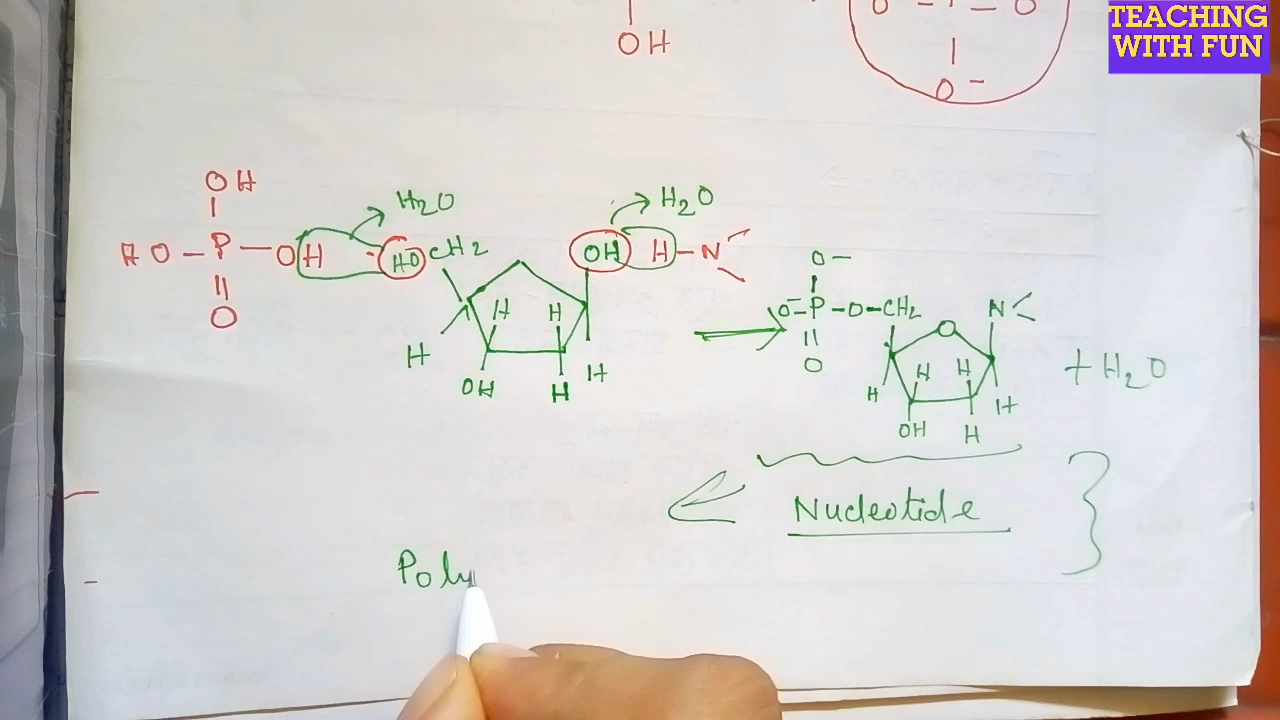 TEACHING
WITH FUN
O - P - O
OH
O -
OH
HO - P - OH
O
H2O
HO CH2
OH H - N
H2O
H H
H OH H H
O -
O- - P - O - CH2 N
O
O
H H H
H OH H
+ H2O
Nucleotide
Poly